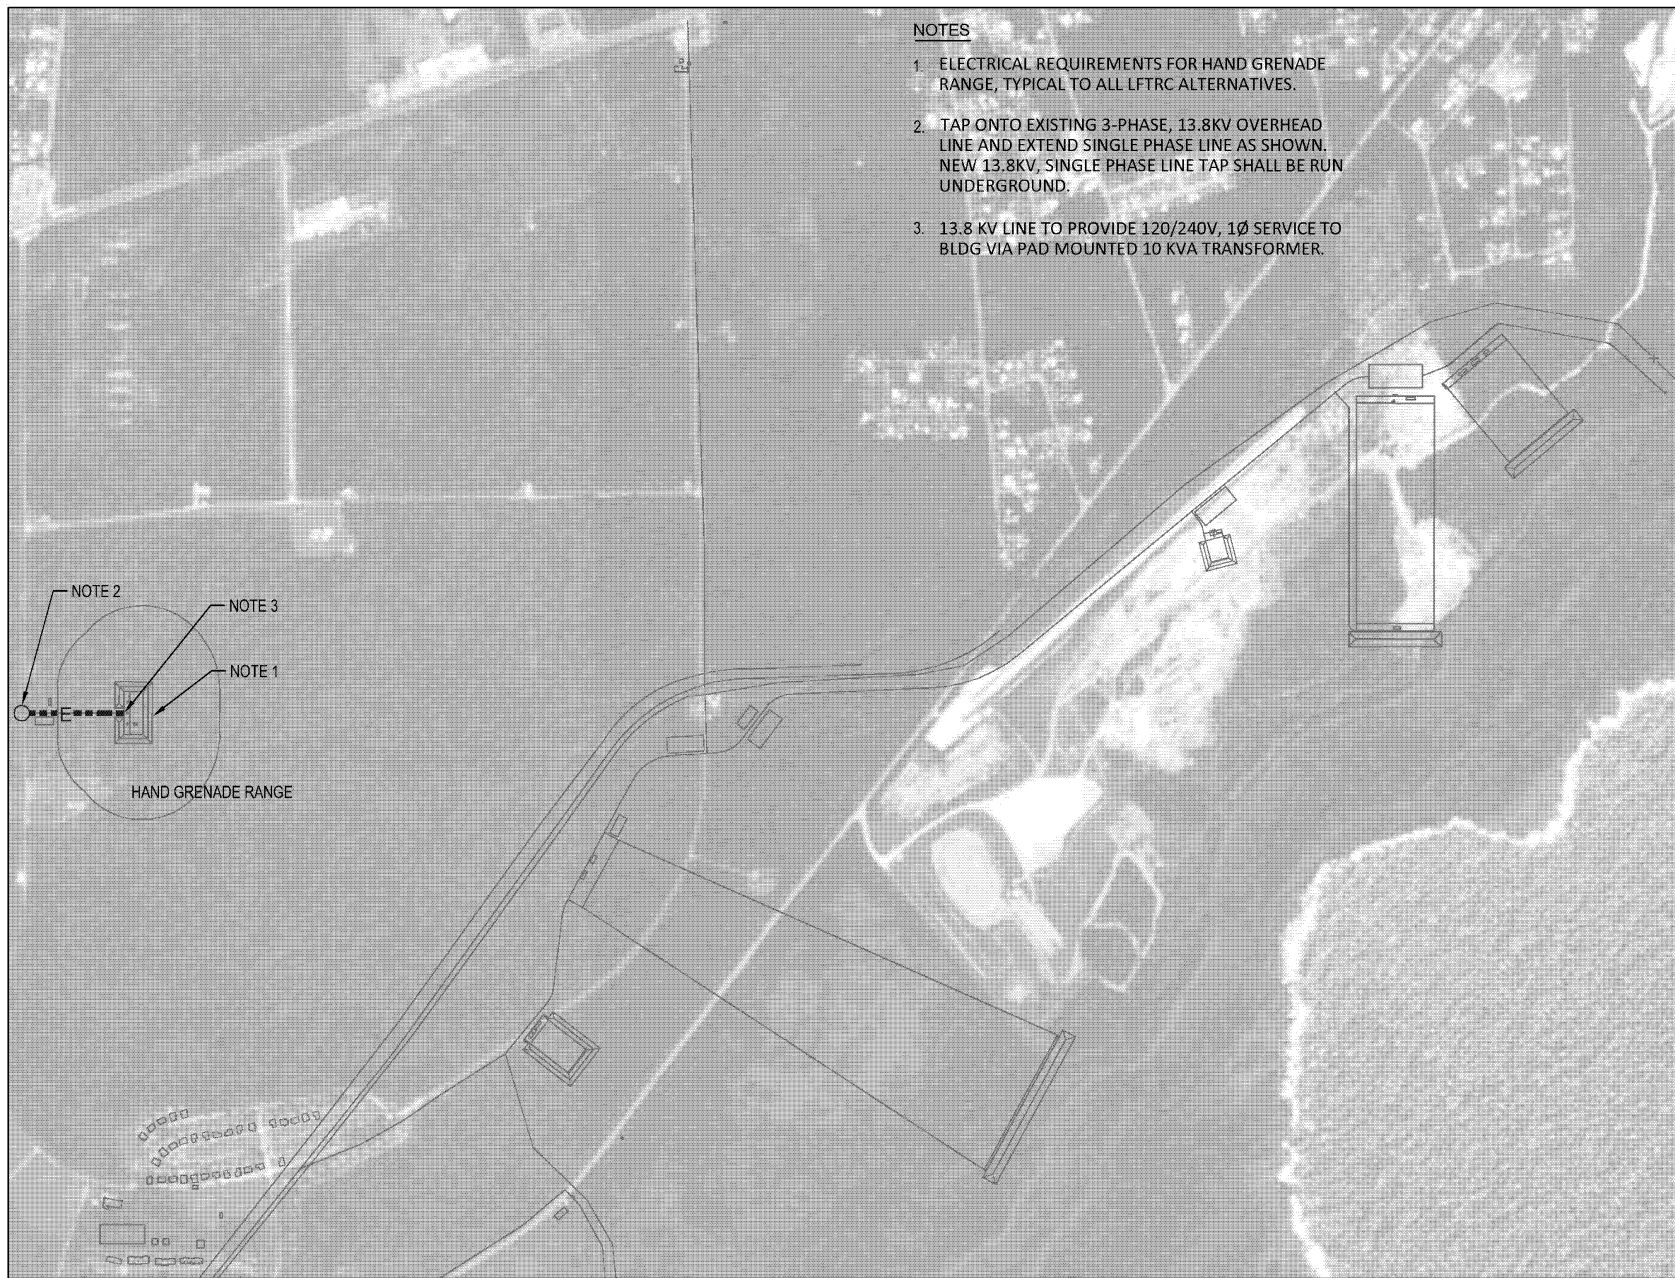 NOTES
1. ELECTRICAL REQUIREMENTS FOR HAND GRENADE
RANGE, TYPICAL TO ALL LFTRC ALTERNATIVES.
2. TAP ONTO EXISTING 3-PHASE, 13.8KV OVERHEAD
LINE AND EXTEND SINGLE PHASE LINE AS SHOWN.
NEW 13.8KV, SINGLE PHASE LINE TAP SHALL BE RUN
UNDERGROUND.
3. 13.8 KV LINE TO PROVIDE 120/240V, 1Ø SERVICE TO
BLDG VIA PAD MOUNTED 10 KVA TRANSFORMER.
NOTE 2
NOTE 3
NOTE 1
E
HAND GRENADE RANGE